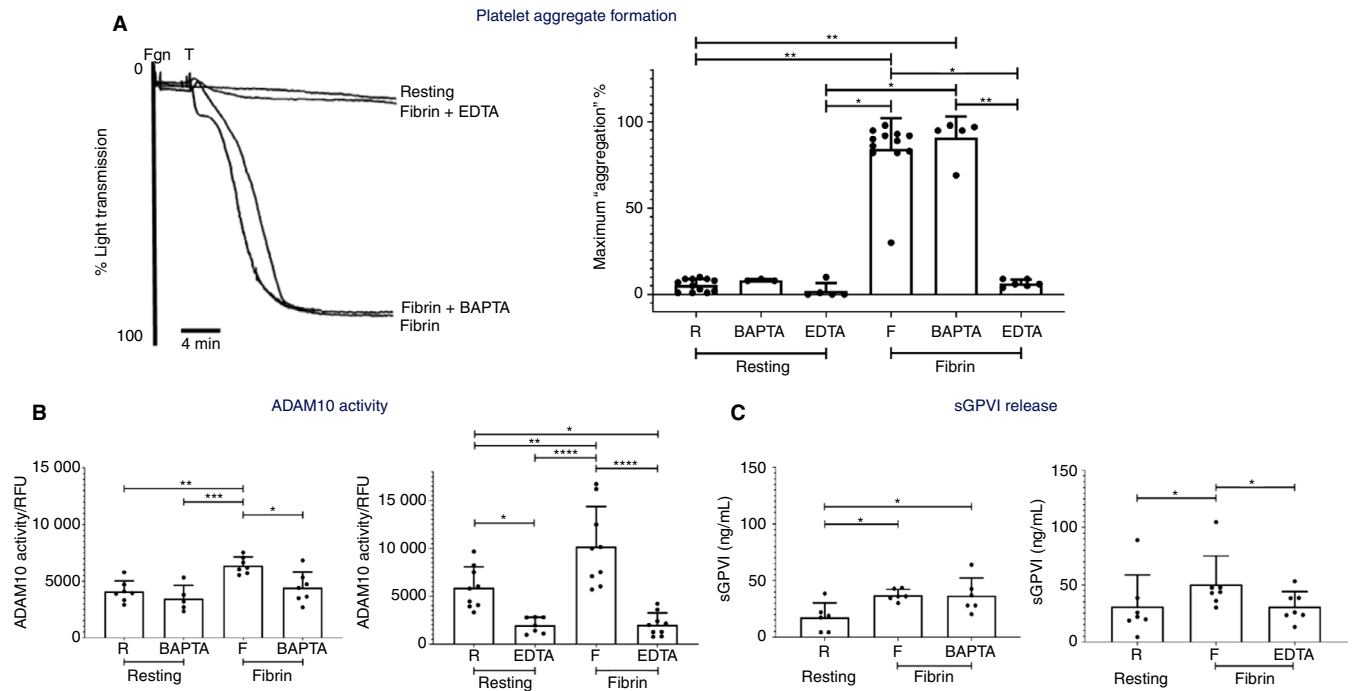 Platelet aggregate formation
A
Fgn T
0
% Light transmission
100
4 min
Resting
Fibrin + EDTA
Fibrin + BAPTA
Fibrin
**
**
*
*
*
**
Maximum “aggregation” %
100
50
0
R BAPTA EDTA F BAPTA EDTA
Resting Fibrin
B
ADAM10 activity
ADAM10 activity/RFU
15 000
10 000
5000
0
**
***
*
R BAPTA F BAPTA
Resting Fibrin
ADAM10 activity/RFU
15 000
10 000
5000
0
*
**
****
****
*
R EDTA F EDTA
Resting Fibrin
C
sGPVI release
sGPVI (ng/mL)
150
100
50
0
*
*
R F BAPTA
Resting Fibrin
sGPVI (ng/mL)
150
100
50
0
*
*
R F EDTA
Resting Fibrin